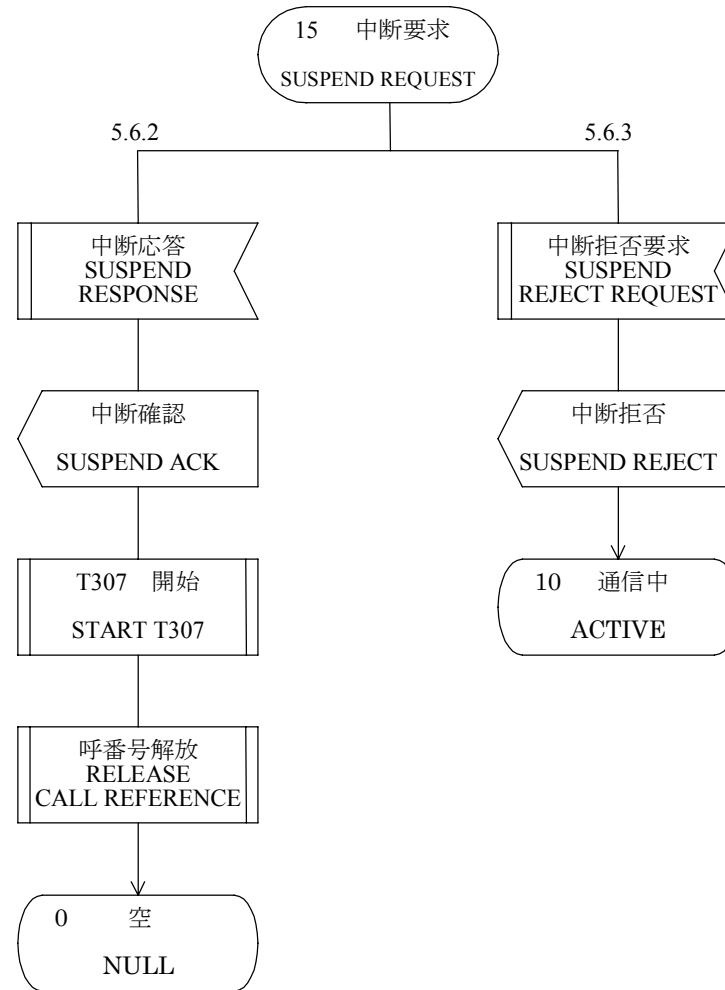 15 中断要求
SUSPEND REQUEST
5.6.2
5.6.3
中断応答
SUSPEND
RESPONSE
中断拒否要求
SUSPEND
REJECT REQUEST
中断確認
SUSPEND ACK
中断拒否
SUSPEND REJECT
T307 開始
START T307
10 通信中
ACTIVE
呼番号解放
RELEASE
CALL REFERENCE
0 空
NULL